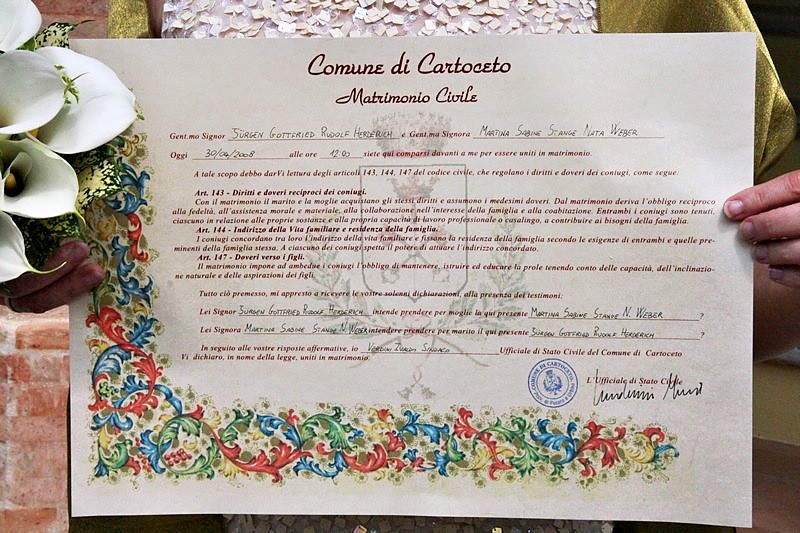 Comune di Cartoceto
Matrimonio Civile
Gent.mo Signor JÜRGEN GOTTFRIED RUDOLF HERDERICH e Gent.ma Signora MARTINA SABINE STANGE NATA WEBER
Oggi 30/04/2008 alle ore 12:00 siete qui comparsi davanti a me per essere uniti in matrimonio.
A tale scopo debbo darVi lettura degli articoli 143, 144, 147 del codice civile, che regolano i diritti e doveri dei coniugi, come segue.
Art. 143 - Diritti e doveri reciproci dei coniugi.
Con il matrimonio il marito e la moglie acquistano gli stessi diritti e assumono i medesimi doveri. Dal matrimonio deriva l'obbligo reciproco
alla fedeltà, all'assistenza morale e materiale, alla collaborazione nell'interesse della famiglia e alla coabitazione. Entrambi i coniugi sono tenuti,
ciascuno in relazione alle proprie sostanze e alla propria capacità di lavoro professionale o casalingo, a contribuire ai bisogni della famiglia.
Art. 144 - Indirizzo della Vita familiare e residenza della famiglia.
I coniugi concordano tra loro l'indirizzo della vita familiare e fissano la residenza della famiglia secondo le esigenze di entrambi e quelle pre-
minenti della famiglia stessa. A ciascuno dei coniugi spetta il potere di attuare l'indirizzo concordato.
Art. 147 - Doveri verso i figli.
Il matrimonio impone ad ambedue i coniugi l'obbligo di mantenere, istruire ed educare la prole tenendo conto delle capacità, dell'inclinazio-
ne naturale e delle aspirazioni dei figli.
Tutto ciò premesso, mi appresto a ricevere le vostre solenni dichiarazioni, alla presenza dei testimoni:
Lei Signor JÜRGEN GOTTFRIED RUDOLF HERDERICH intende prendere per moglie la qui presente MARTINA SABINE STANGE N. WEBER ?
Lei Signora MARTINA SABINE STANGE N. WEBER intendere prendere per marito il qui presente JÜRGEN GOTTFRIED RUDOLF HERDERICH ?
In seguito alle vostre risposte affermative, io SINDACO Ufficiale di Stato Civile del Comune di Cartoceto
Vi dichiaro, in nome della legge, uniti in matrimonio.
COMUNE DI CARTOCETO
L'Ufficiale di Stato Civile